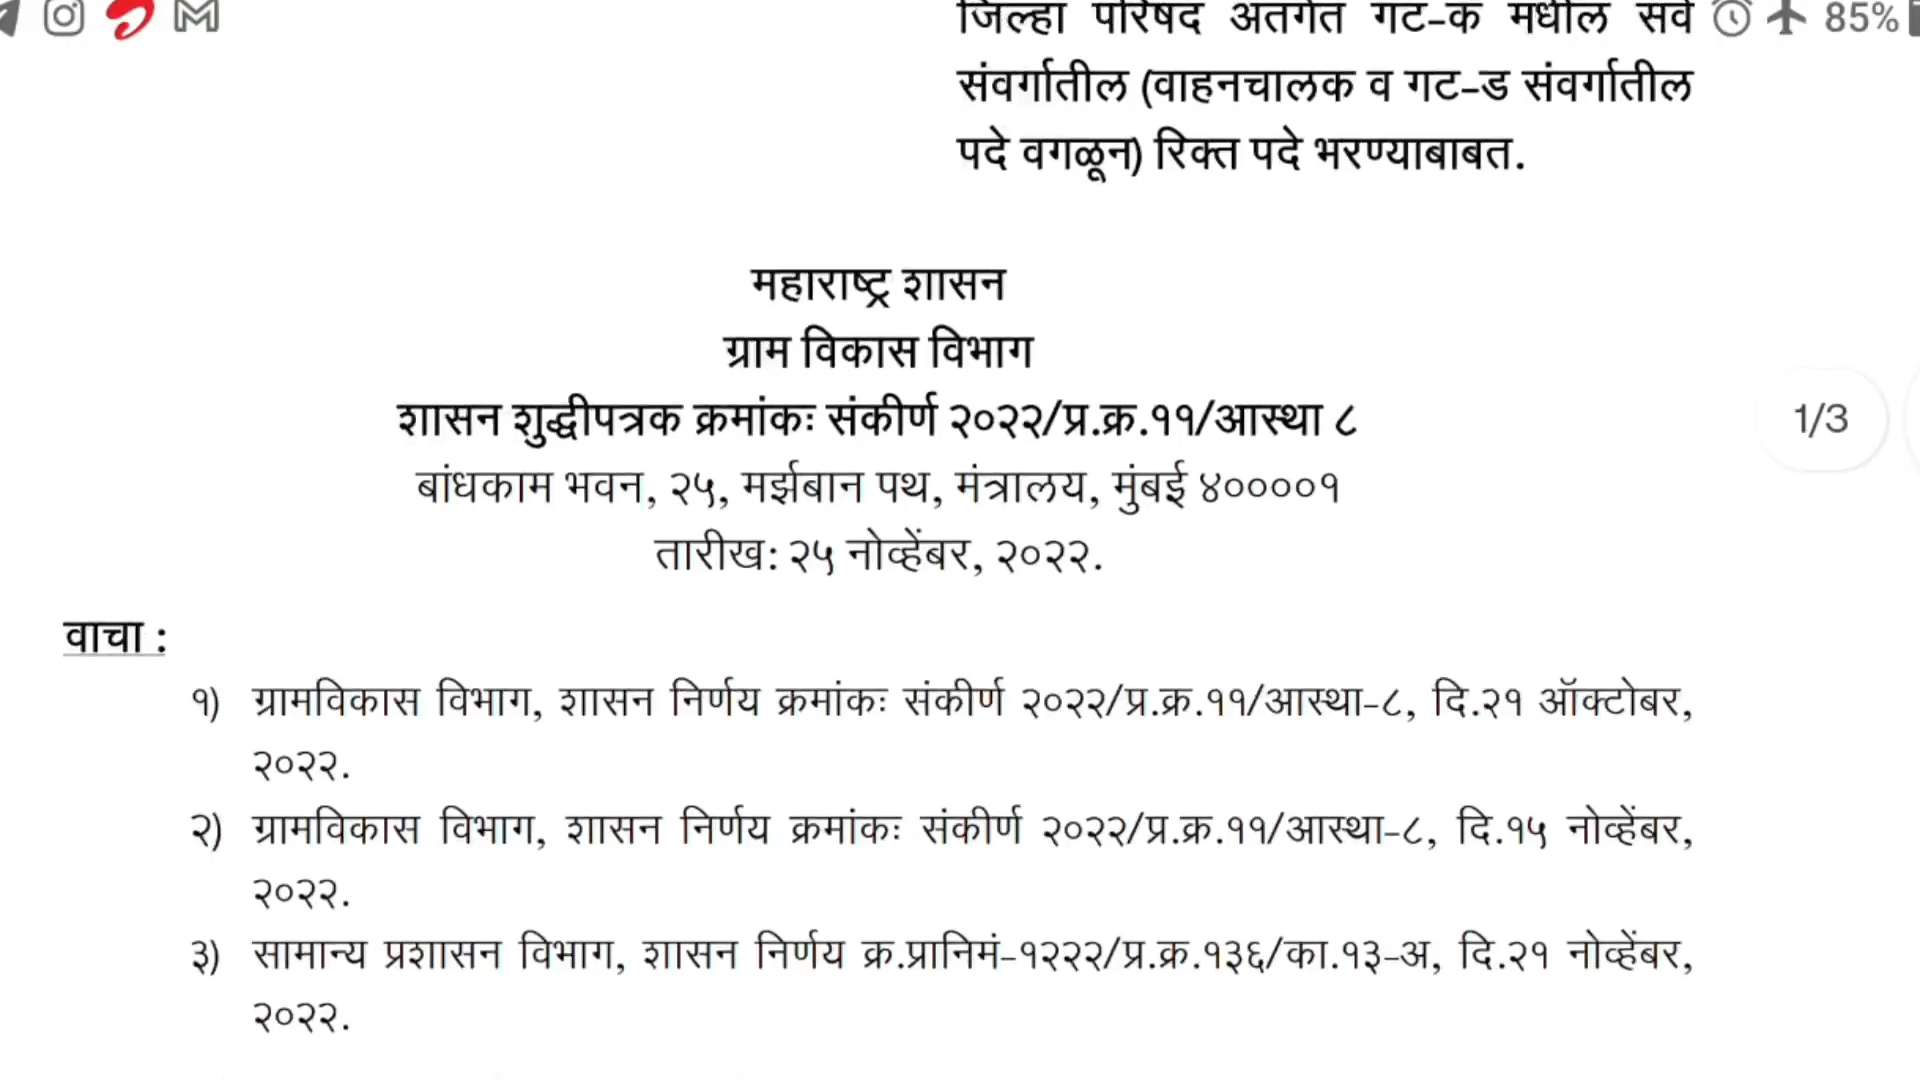 जिल्हा परिषद अंतर्गत गट-क मधील सर्व
85%
संवर्गातील (वाहनचालक व गट-ड संवर्गातील
पदे वगळून) रिक्त पदे भरण्याबाबत.
महाराष्ट्र शासन
ग्राम विकास विभाग
शासन शुद्धीपत्रक क्रमांकः संकीर्ण २०२२/प्र.क्र.११/आस्था ८
1/3
बांधकाम भवन, २५, मर्झबान पथ, मंत्रालय, मुंबई ४००००१
तारीख: २५ नोव्हेंबर, २०२२.
वाचा :
१) ग्रामविकास विभाग, शासन निर्णय क्रमांकः संकीर्ण २०२२/प्र.क्र.११/आस्था-८, दि.२१ ऑक्टोबर,
२०२२.
२) ग्रामविकास विभाग, शासन निर्णय क्रमांकः संकीर्ण २०२२/प्र.क्र.११/आस्था-८, दि.१५ नोव्हेंबर,
२०२२.
३) सामान्य प्रशासन विभाग, शासन निर्णय क्र.प्रानिमं-१२२२/प्र.क्र.१३६/का.१३-अ, दि.२१ नोव्हेंबर,
२०२२.